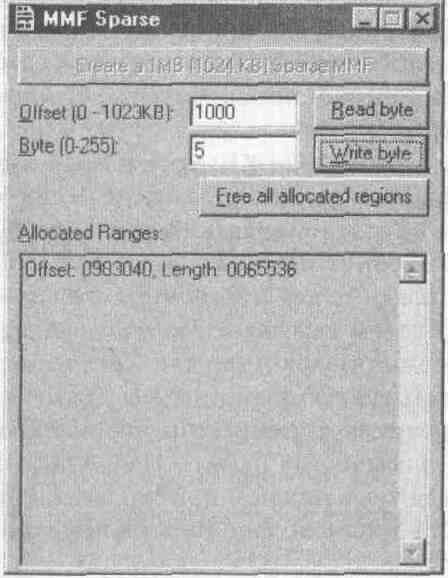 MMF Sparse
Create a 1MB (1024 KB) sparse MMF
Offset (0 - 1023KB): 1000 Read byte
Byte (0-255): 5 Write byte
Free all allocated regions
Allocated Ranges:
Offset: 0983040, Length: 0065536